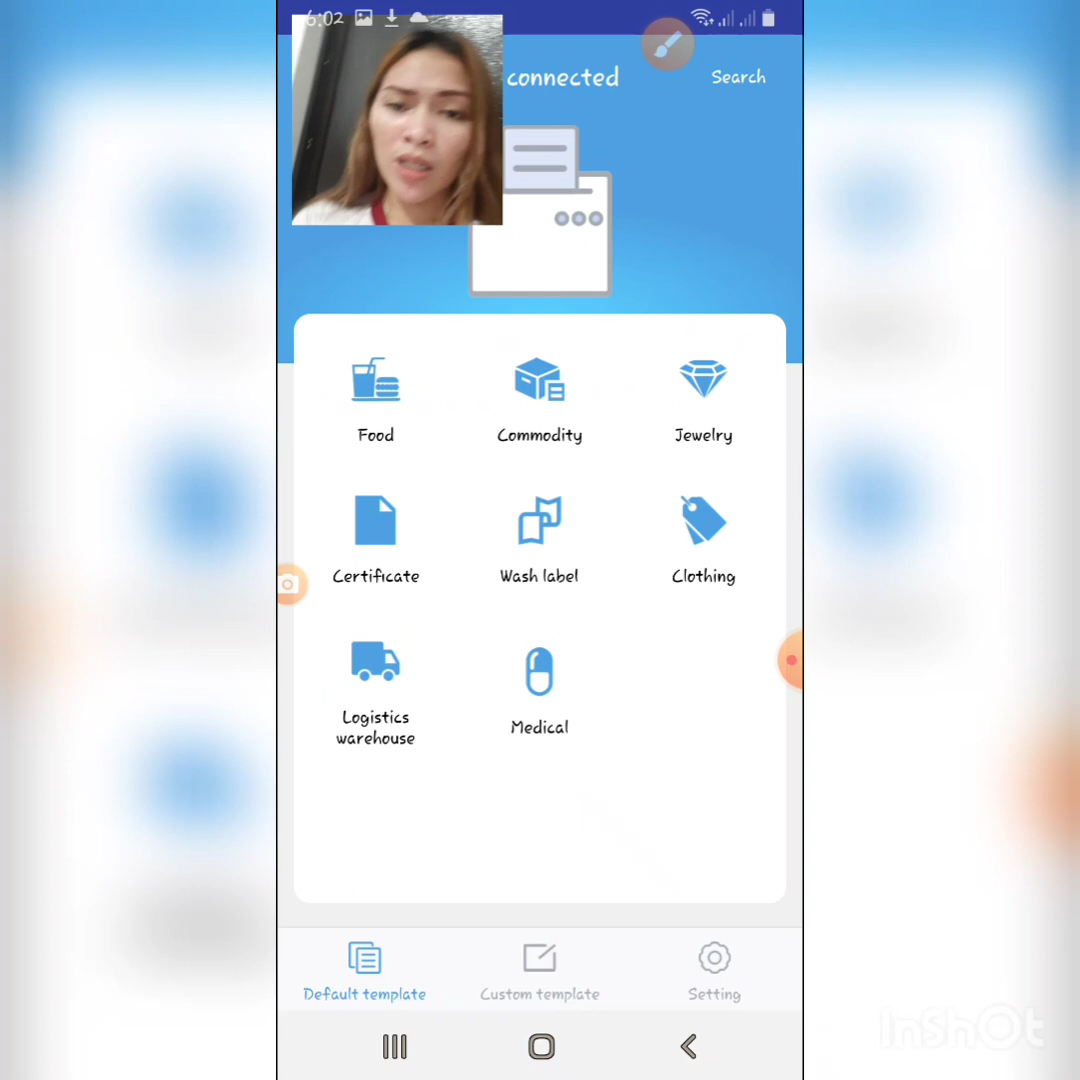 6:02
connected
Search
Food
Commodity
Jewelry
Certificate
Wash label
Clothing
Logistics
warehouse
Medical
Default template
Custom template
Setting
InShOt